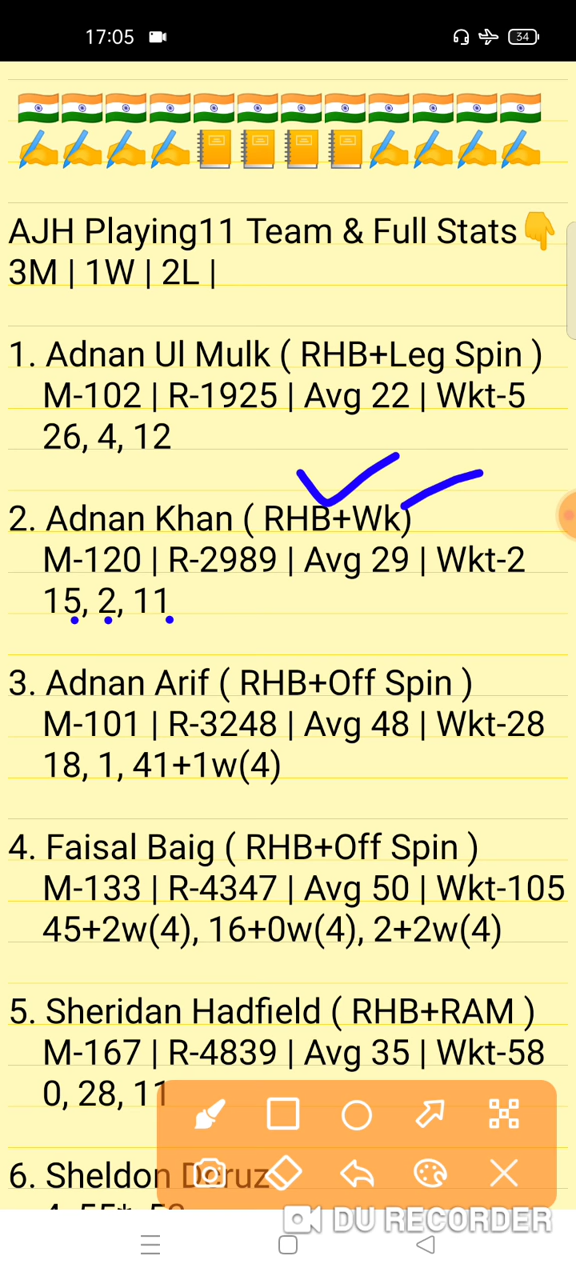 17:05
34
AJH Playing11 Team & Full Stats👇
3M | 1W | 2L |
1. Adnan Ul Mulk ( RHB+Leg Spin )
M-102 | R-1925 | Avg 22 | Wkt-5
26, 4, 12
2. Adnan Khan ( RHB+Wk)
M-120 | R-2989 | Avg 29 | Wkt-2
15, 2, 11
3. Adnan Arif ( RHB+Off Spin )
M-101 | R-3248 | Avg 48 | Wkt-28
18, 1, 41+1w(4)
4. Faisal Baig ( RHB+Off Spin )
M-133 | R-4347 | Avg 50 | Wkt-105
45+2w(4), 16+0w(4), 2+2w(4)
5. Sheridan Hadfield ( RHB+RAM )
M-167 | R-4839 | Avg 35 | Wkt-58
0, 28, 11
6. Sheldon
DU RECORDER